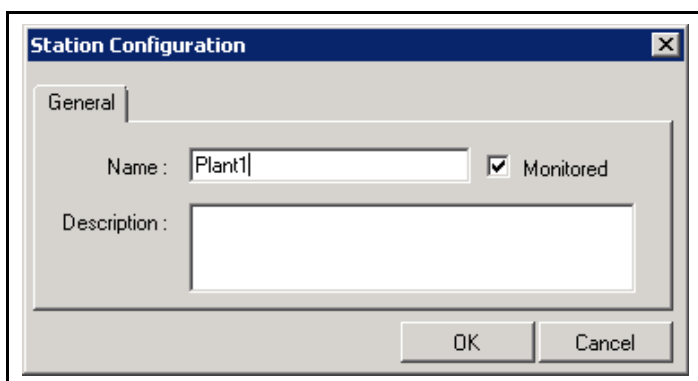 Station Configuration
General
Name : Plant1 Monitored
Description :
OK Cancel